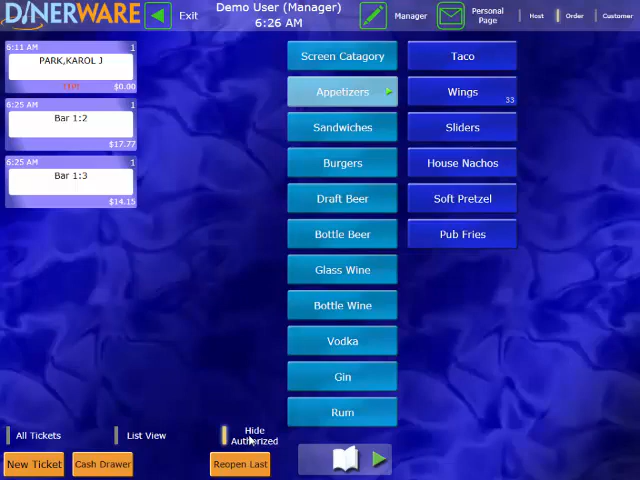 DINERWARE
Exit
Demo User (Manager)
6:26 AM
Manager
Personal
Page
Host
Order
Customer
6:11 AM 1
PARK,KAROL J
$0.00
6:25 AM 1
Bar 1:2
$17.77
6:25 AM 1
Bar 1:3
$14.15
Screen Catagory
Appetizers
Sandwiches
Burgers
Draft Beer
Bottle Beer
Glass Wine
Bottle Wine
Vodka
Gin
Rum
Taco
Wings
33
Sliders
House Nachos
Soft Pretzel
Pub Fries
All Tickets
List View
Hide
Authorized
New Ticket
Cash Drawer
Reopen Last